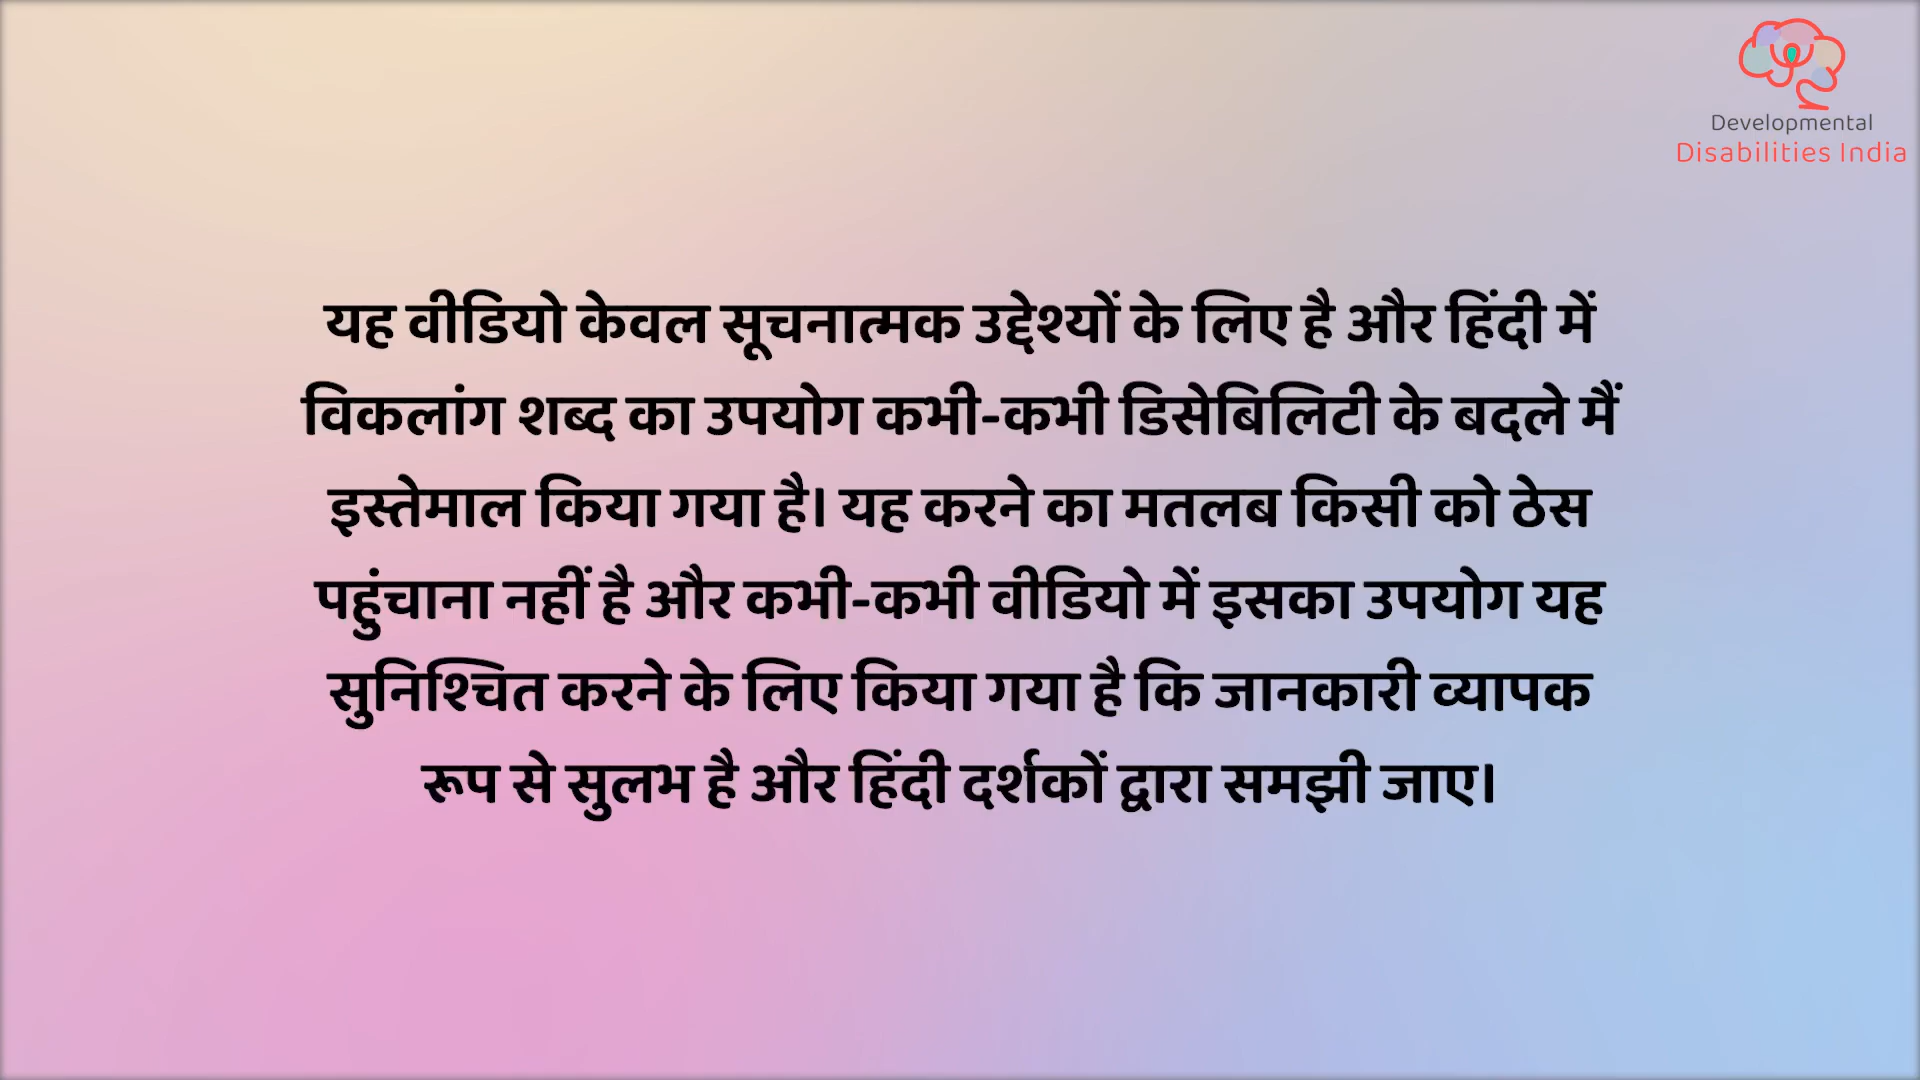 Developmental
Disabilities India
यह वीडियो केवल सूचनात्मक उद्देश्यों के लिए है और हिंदी में
विकलांग शब्द का उपयोग कभी-कभी डिसेबिलिटी के बदले मैं
इस्तेमाल किया गया है। यह करने का मतलब किसी को ठेस
पहुंचाना नहीं है और कभी-कभी वीडियो में इसका उपयोग यह
सुनिश्चित करने के लिए किया गया है कि जानकारी व्यापक
रूप से सुलभ है और हिंदी दर्शकों द्वारा समझी जाए।